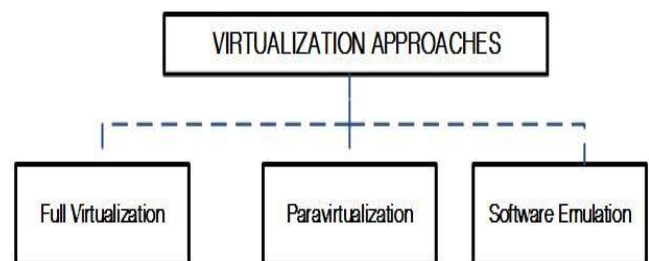 VIRTUALIZATION APPROACHES
Full Virtualization
Paravirtualization
Software Emulation